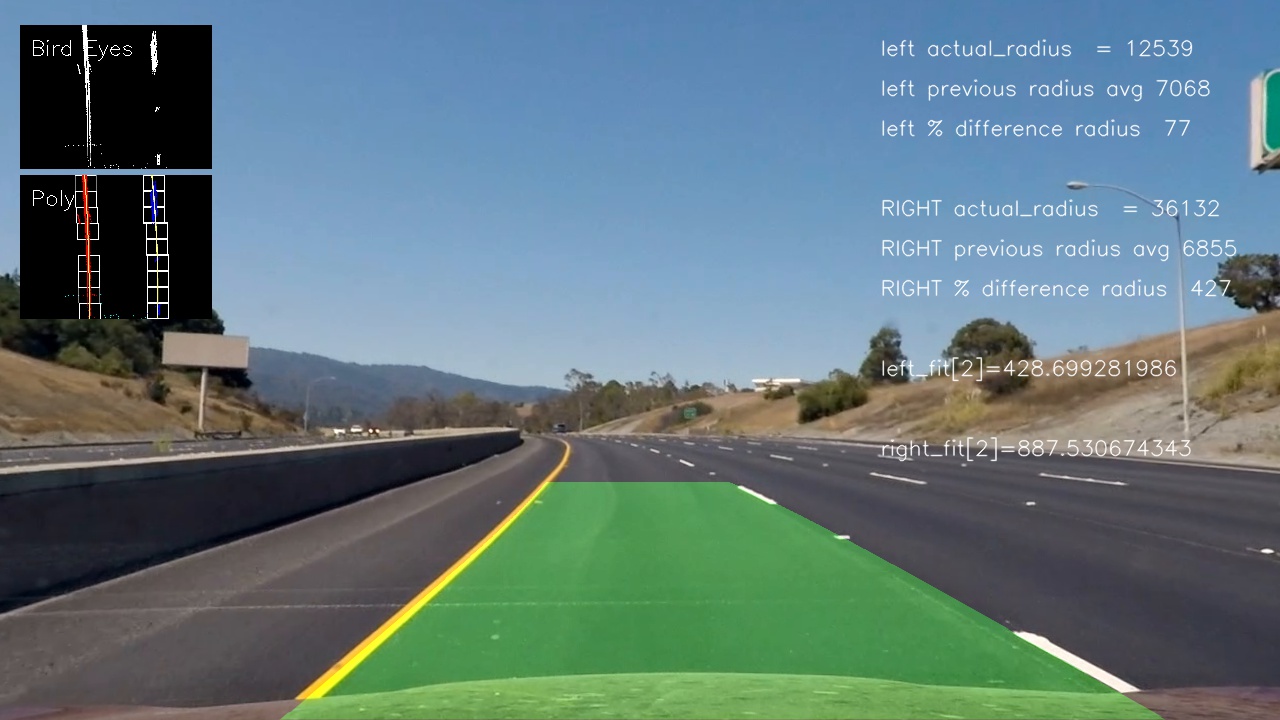 Bird Eyes
Poly
left actual_radius = 12539
left previous radius avg 7068
left % difference radius 77
RIGHT actual_radius = 36132
RIGHT previous radius avg 6855
RIGHT % difference radius 427
left_fit[2]=428.699281986
right_fit[2]=887.530674343